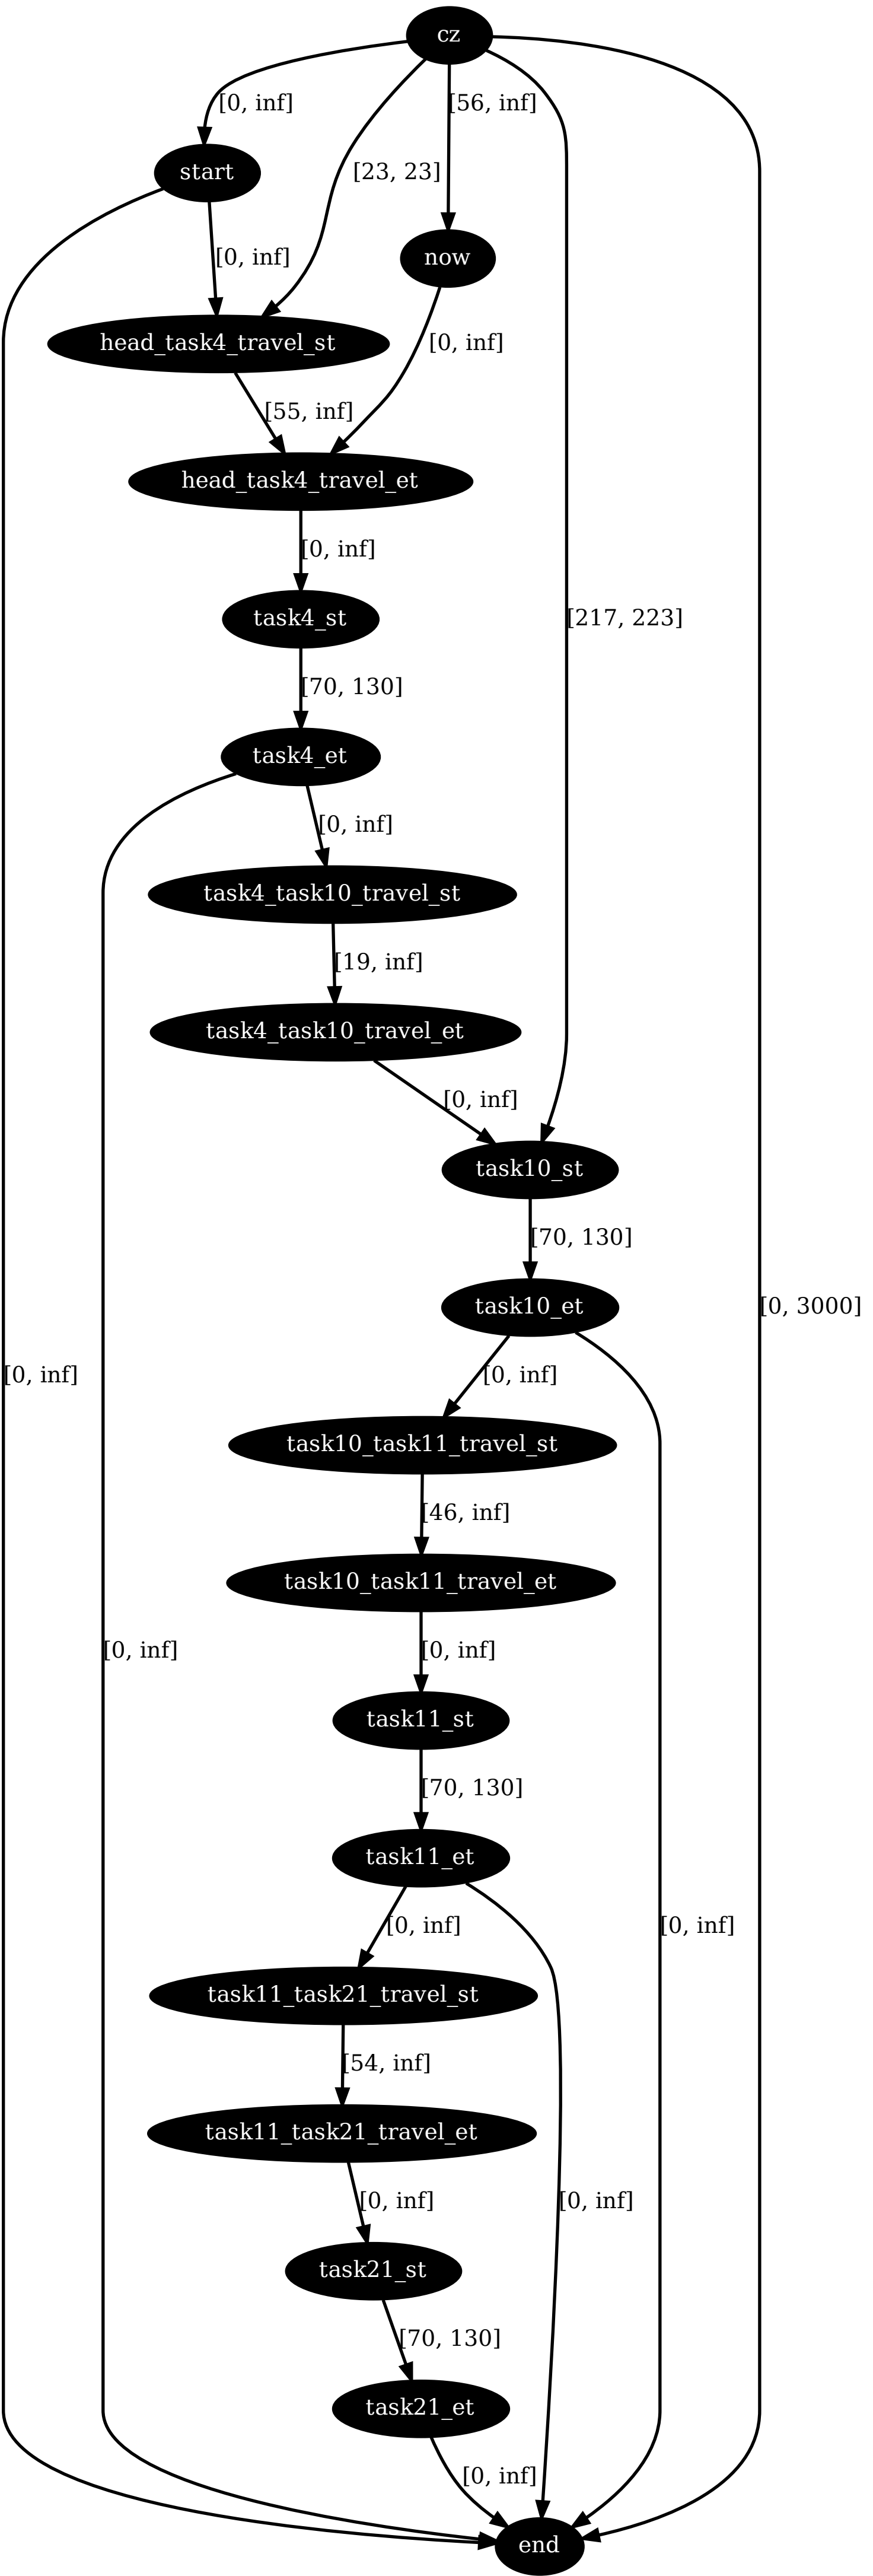 cz
[0, inf]
[56, inf]
start
[23, 23]
now
[0, inf]
head_task4_travel_st
[0, inf]
[55, inf]
head_task4_travel_et
[0, inf]
task4_st
[217, 223]
[70, 130]
task4_et
[0, inf]
task4_task10_travel_st
[19, inf]
task4_task10_travel_et
[0, inf]
task10_st
[70, 130]
task10_et
[0, 3000]
[0, inf]
[0, inf]
task10_task11_travel_st
[46, inf]
task10_task11_travel_et
[0, inf]
[0, inf]
task11_st
[70, 130]
task11_et
[0, inf]
[0, inf]
task11_task21_travel_st
[54, inf]
task11_task21_travel_et
[0, inf]
[0, inf]
task21_st
[70, 130]
task21_et
[0, inf]
end